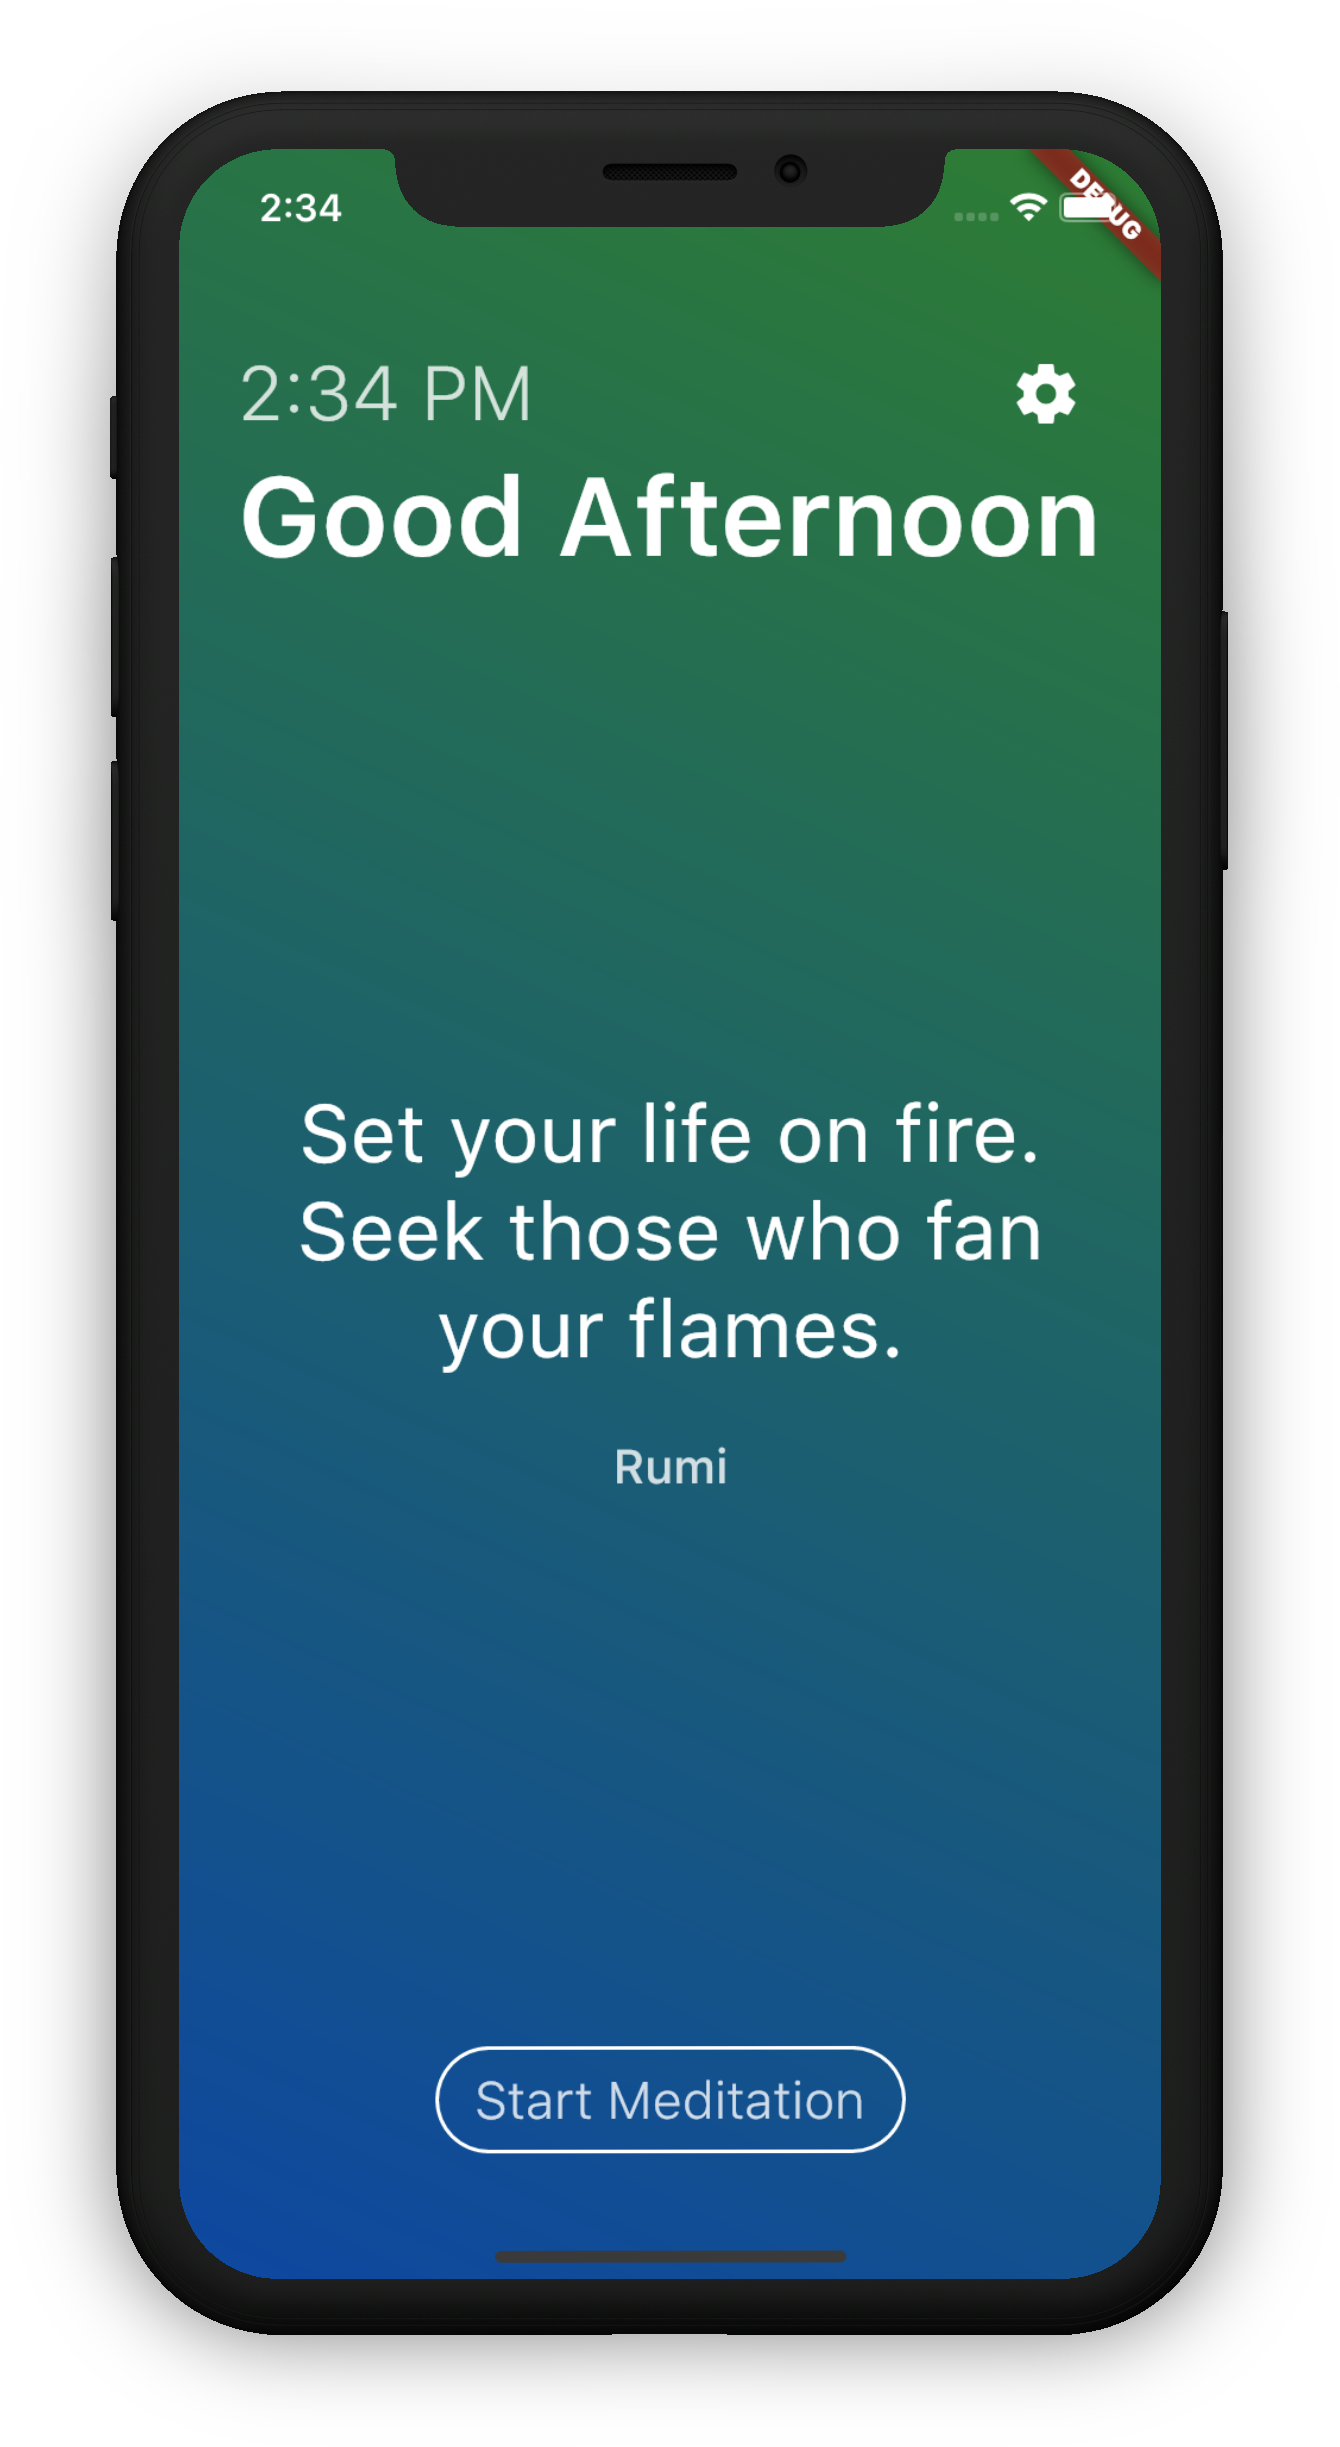 2:34
DEBUG
2:34 PM
Good Afternoon
Set your life on fire.
Seek those who fan
your flames.
Rumi
Start Meditation